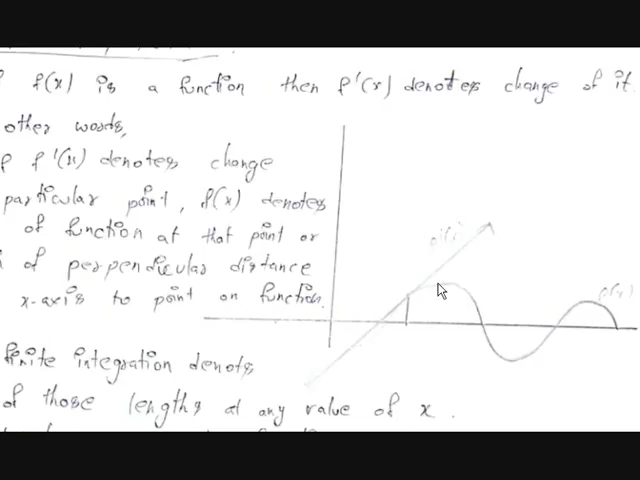 f(x) is a function then f'(x) denotes change of it.
other words,
f'(x) denotes change
particular point, f(x) denotes
of function at that point or
of perpendicular distance
x-axis to point on function.
f(x)
finite integration denots
of those lengths at any value of x.